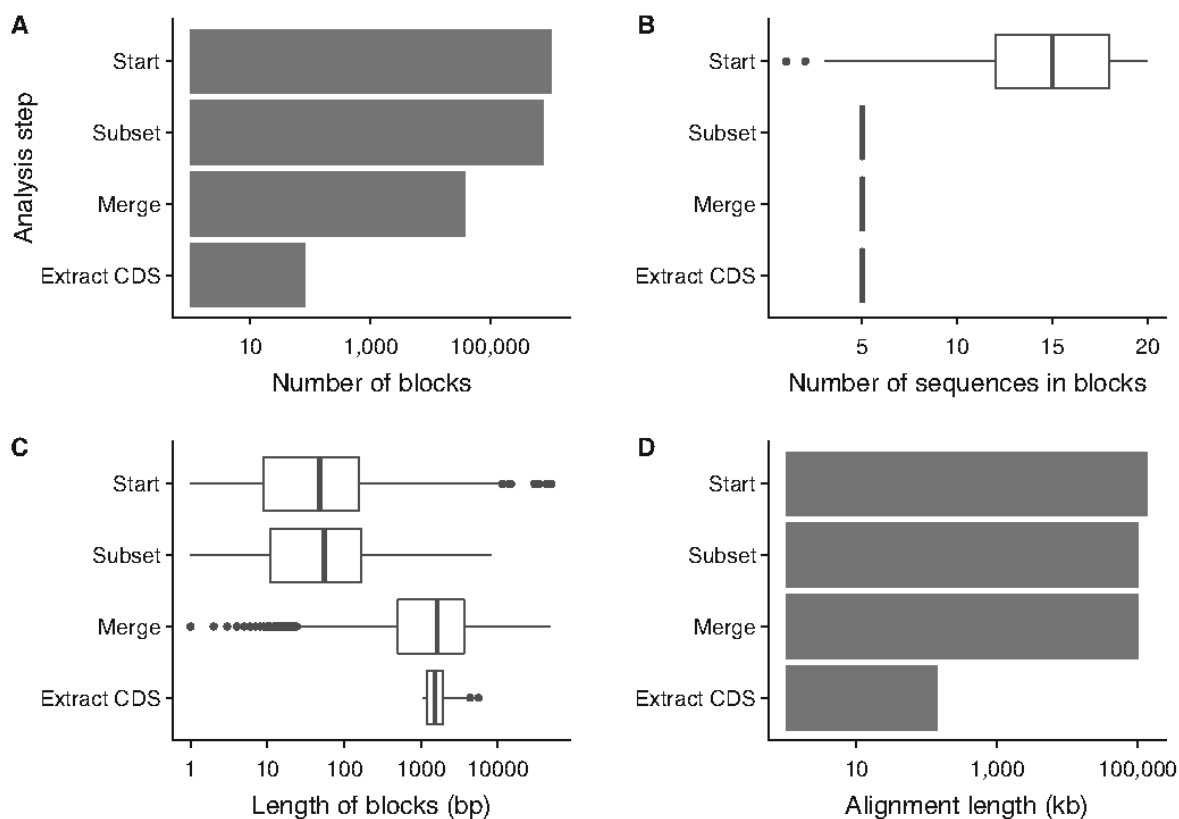 A
Analysis step
Start
Subset
Merge
Extract CDS
10
1,000
100,000
Number of blocks
B
Start
Subset
Merge
Extract CDS
5
10
15
20
Number of sequences in blocks
C
Start
Subset
Merge
Extract CDS
1
10
100
1000
10000
Length of blocks (bp)
D
Start
Subset
Merge
Extract CDS
10
1,000
100,000
Alignment length (kb)